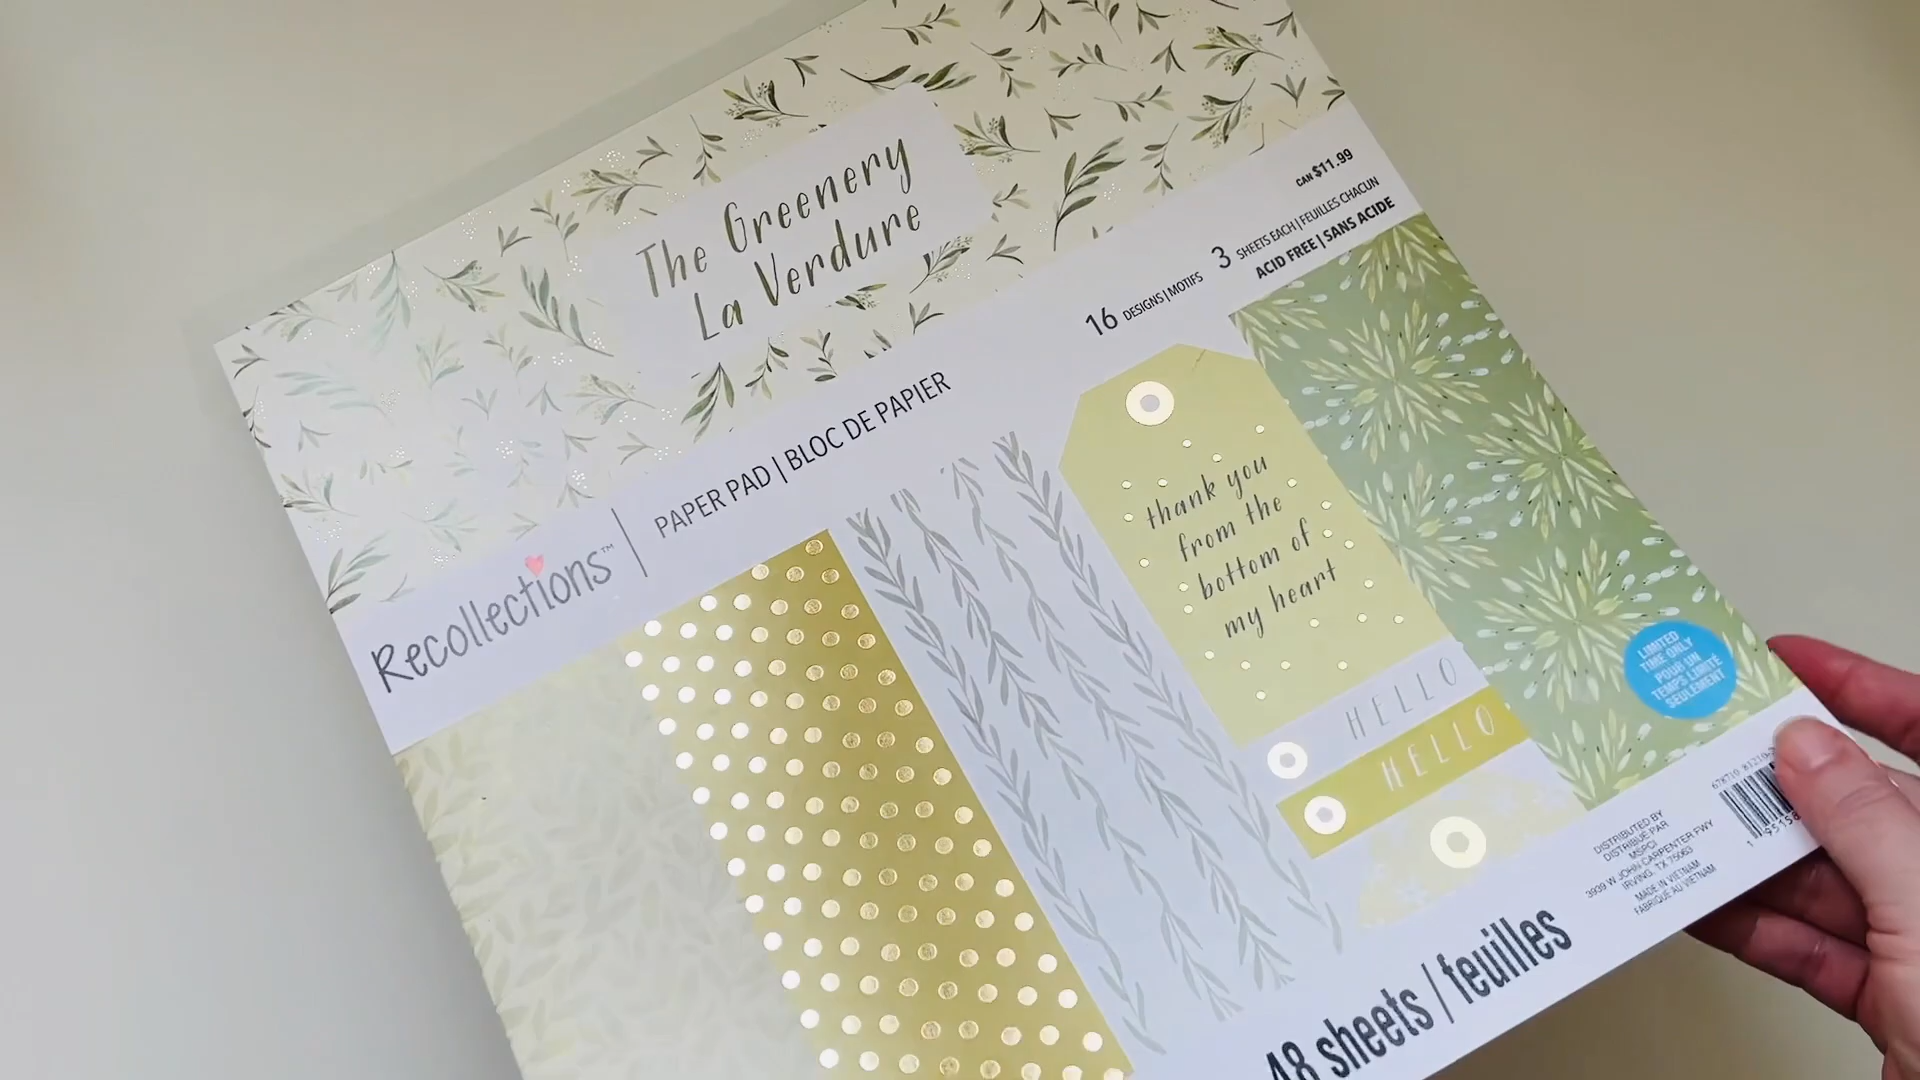 The Greenery
La Verdure
CAN $11.99
16 DESIGNS | MOTIFS 3 SHEETS EACH | FEUILLES CHACUN
ACID FREE | SANS ACIDE
Recollections™ | PAPER PAD | BLOC DE PAPIER
thank you
from the
bottom of
my heart
HELLO
HELLO
LIMITED
TIME ONLY
POUR UN
TEMPS LIMITÉ
SEULEMENT
DISTRIBUTED BY
DISTRIBUÉ PAR
MSPCI
3939 W JOHN CARPENTER FWY
IRVING, TX 75063
MADE IN VIETNAM
FABRIQUÉ AU VIETNAM
48 sheets / feuilles